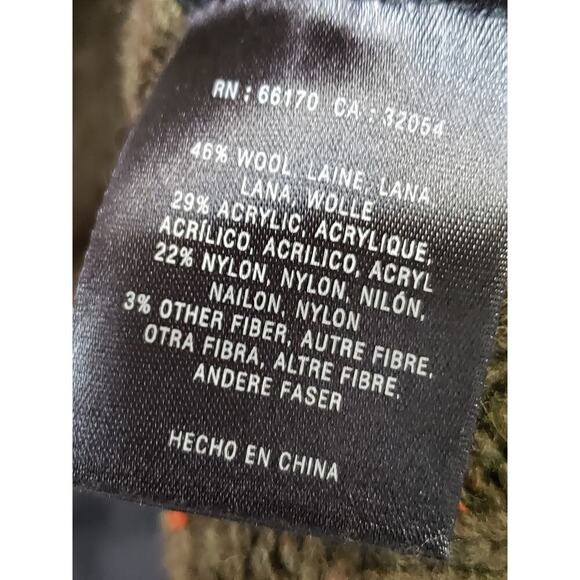 RN : 66170 CA : 32054
46% WOOL, LAINE, LANA
LANA, WOLLE
29% ACRYLIC, ACRYLIQUE,
ACRÍLICO, ACRILICO, ACRYL
22% NYLON, NYLON, NILÓN,
NAILON, NYLON
3% OTHER FIBER, AUTRE FIBRE,
OTRA FIBRA, ALTRE FIBRE,
ANDERE FASER
HECHO EN CHINA